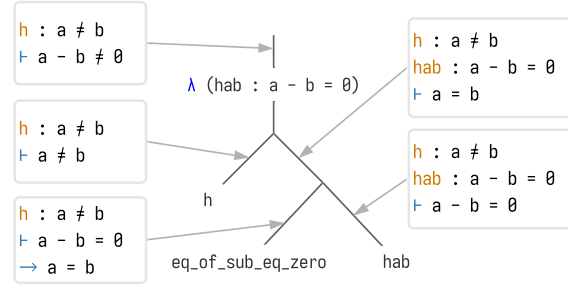 h : a ≠ b
⊢ a - b ≠ 0
h : a ≠ b
⊢ a ≠ b
h : a ≠ b
⊢ a - b = 0
→ a = b
λ (hab : a - b = 0)
h
eq_of_sub_eq_zero
hab
h : a ≠ b
hab : a - b = 0
⊢ a = b
h : a ≠ b
hab : a - b = 0
⊢ a - b = 0